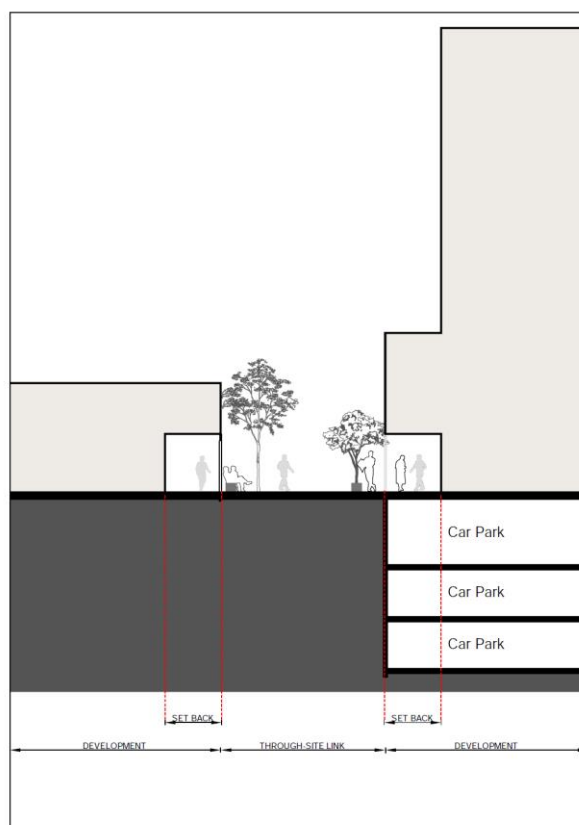 Car Park
Car Park
Car Park
SET BACK
SET BACK
DEVELOPMENT
THROUGH-SITE LINK
DEVELOPMENT